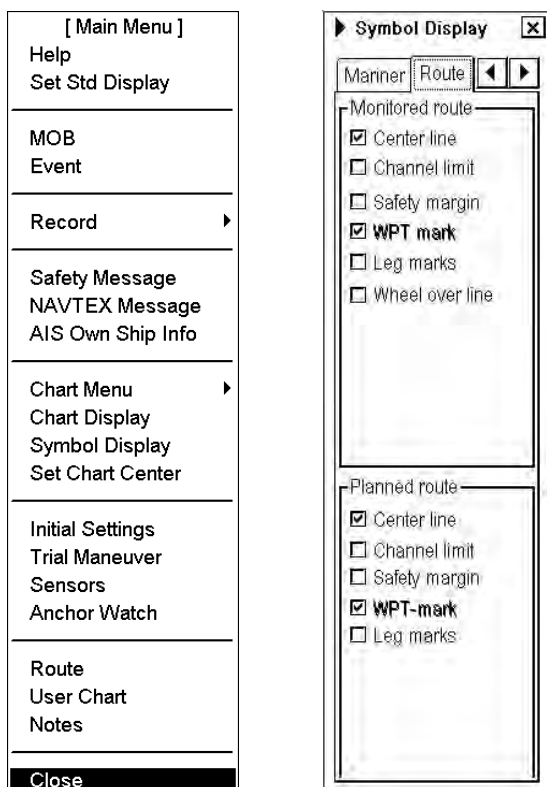 [ Main Menu ]
Help
Set Std Display
MOB
Event
Record
Safety Message
NAVTEX Message
AIS Own Ship Info
Chart Menu
Chart Display
Symbol Display
Set Chart Center
Initial Settings
Trial Maneuver
Sensors
Anchor Watch
Route
User Chart
Notes
Close
Symbol Display
Mariner Route
Monitored route
Center line
Channel limit
Safety margin
WPT mark
Leg marks
Wheel over line
Planned route
Center line
Channel limit
Safety margin
WPT-mark
Leg marks